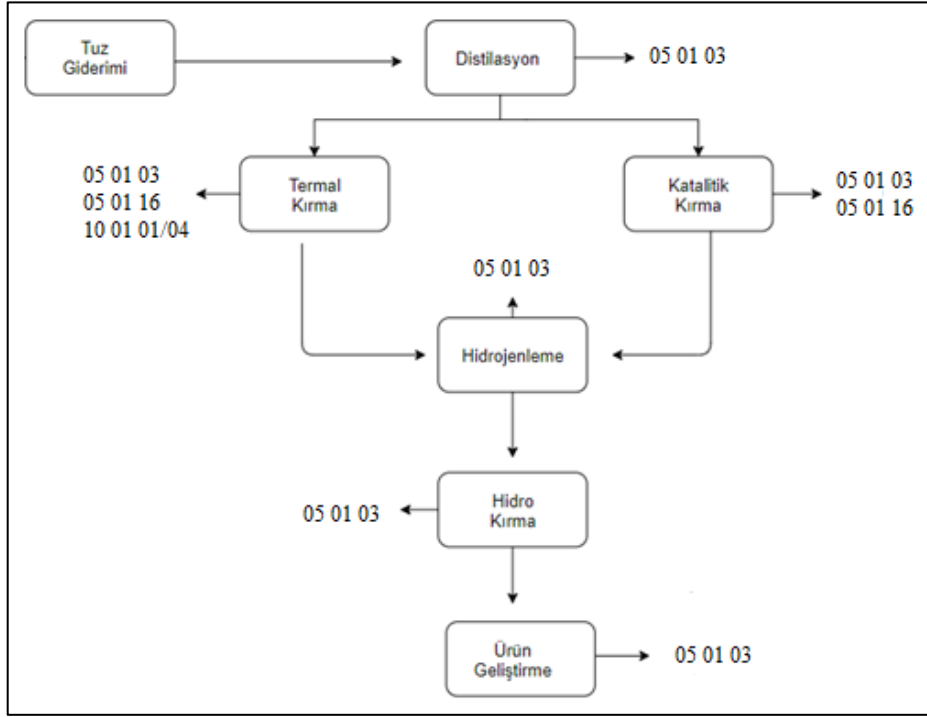 Tuz
Giderimi
Distilasyon
05 01 03
05 01 03
05 01 16
10 01 01/04
Termal
Kırma
Katalitik
Kırma
05 01 03
05 01 16
05 01 03
Hidrojenleme
05 01 03
Hidro
Kırma
Ürün
Geliştirme
05 01 03